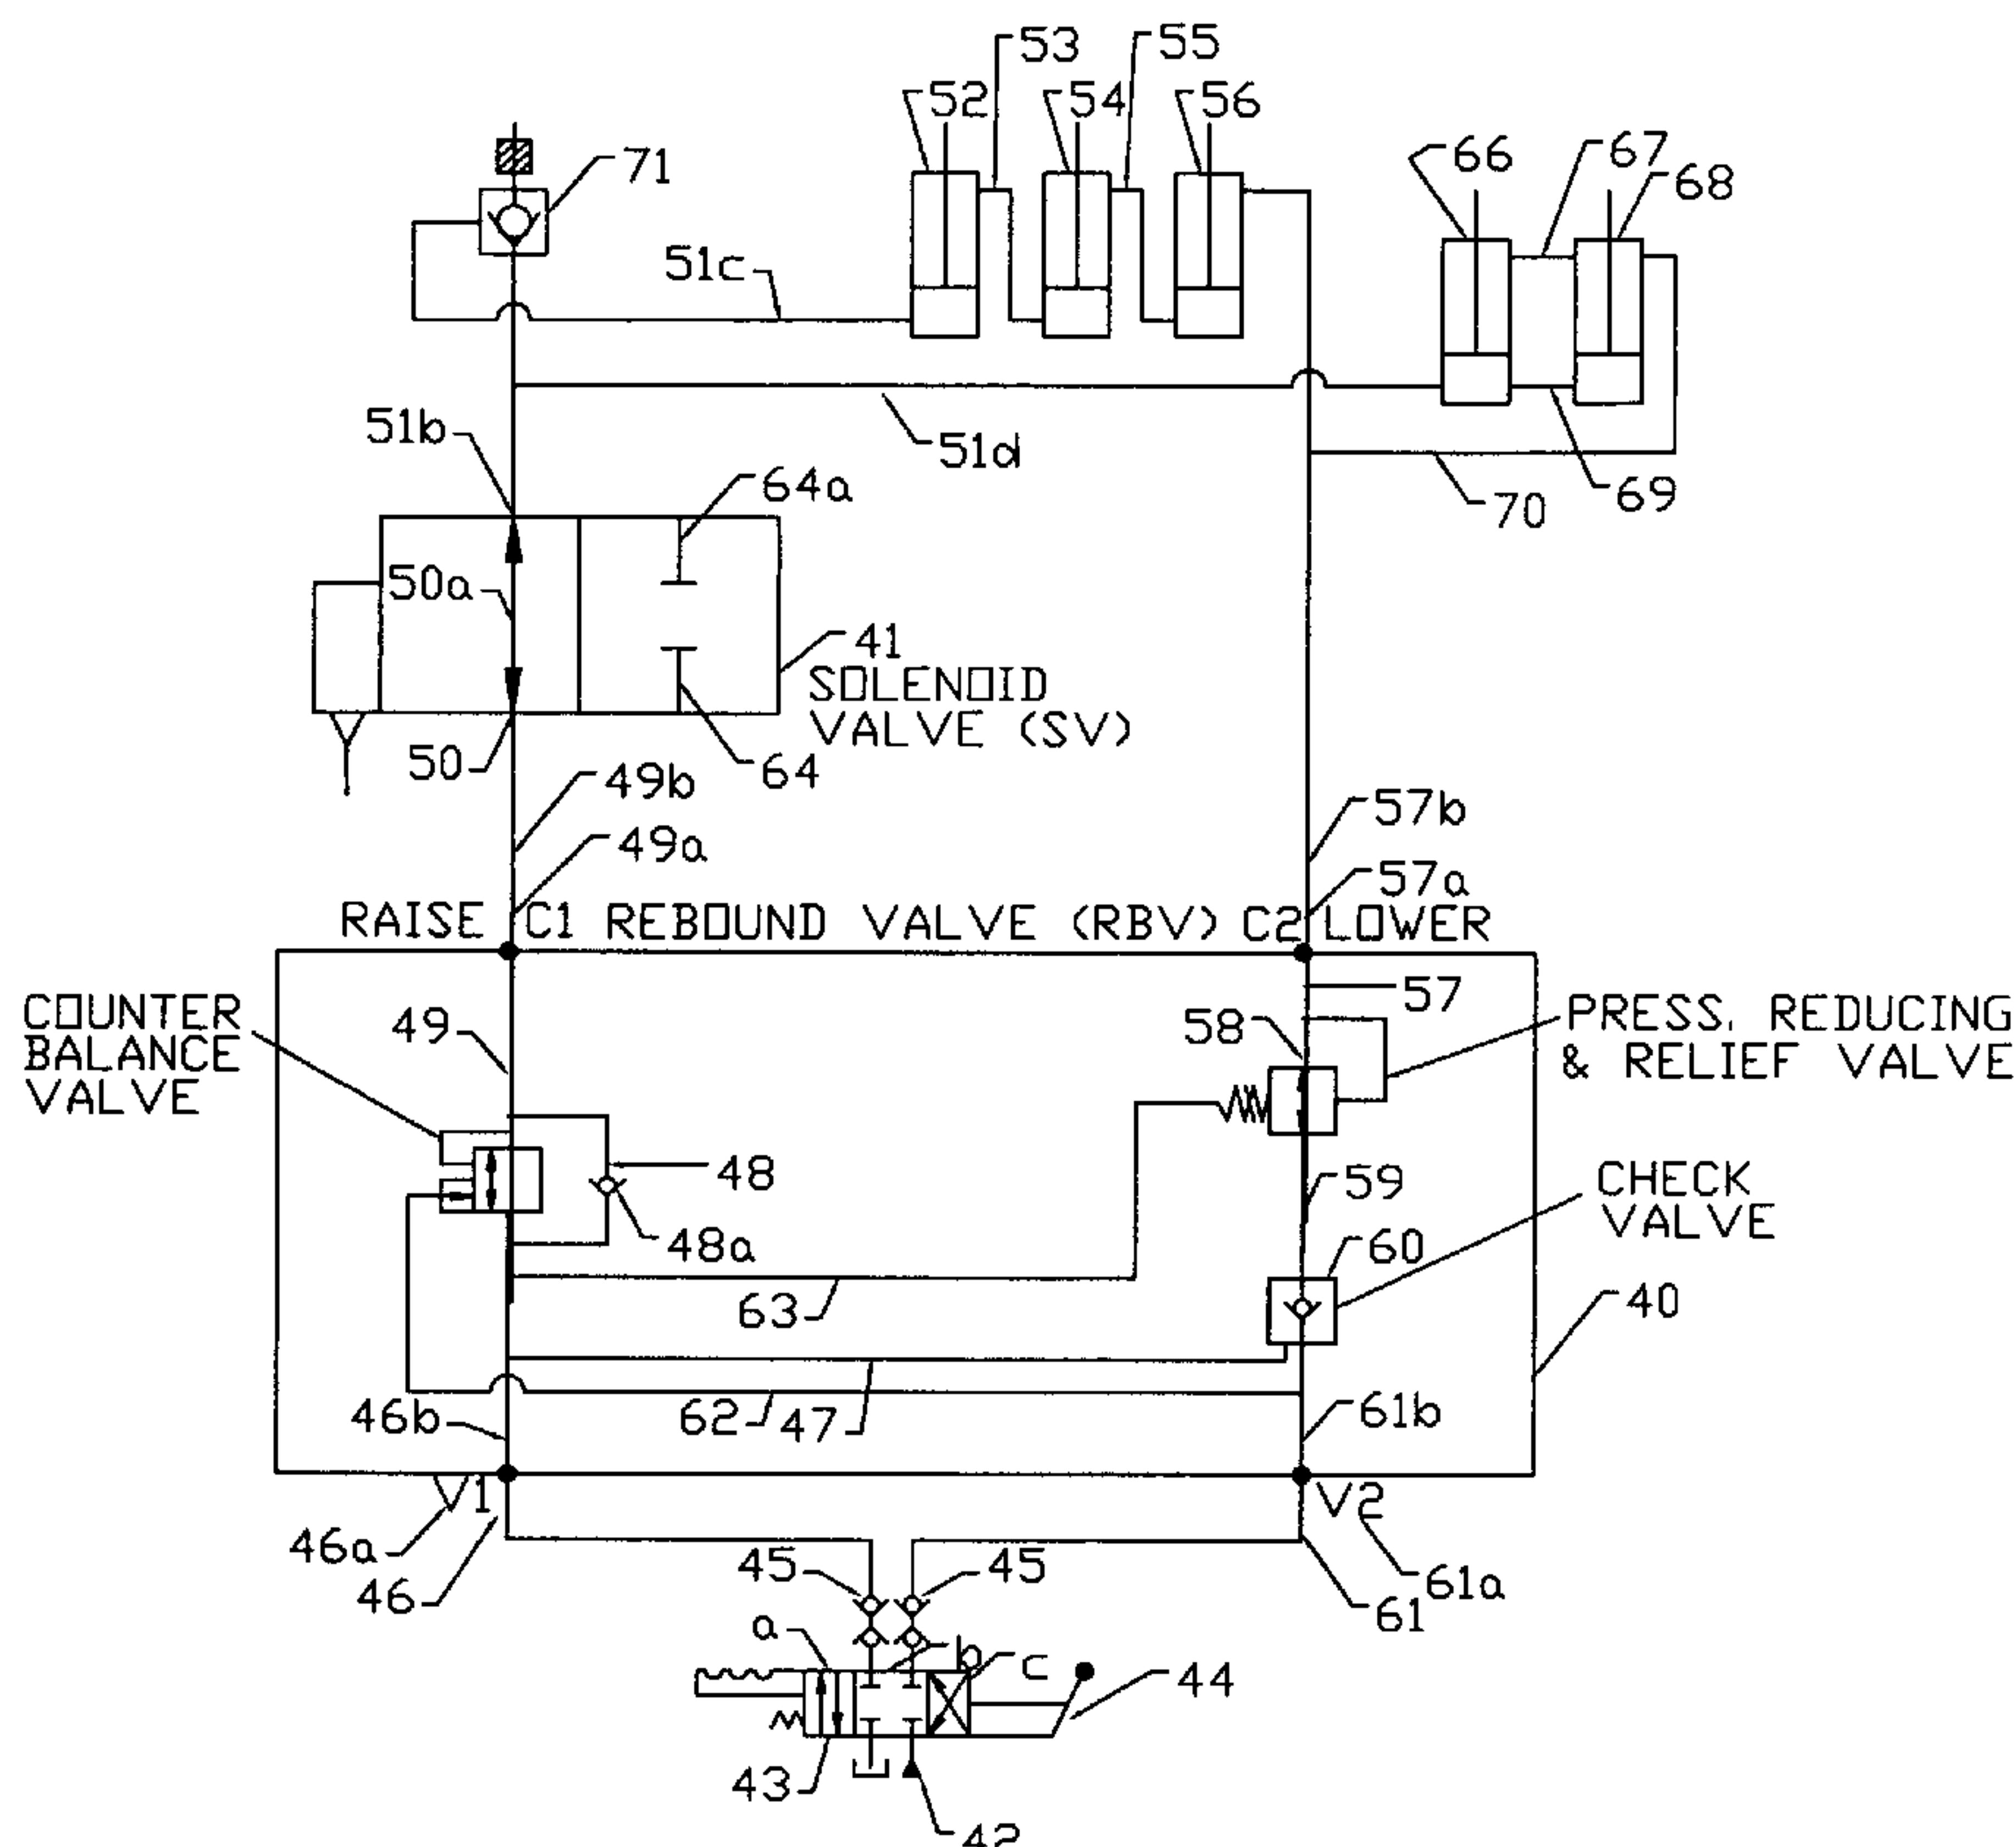 53
55
52
54
56
66
67
68
71
51c
51b
51d
64a
69
70
50a
41
SOLENOID
VALVE (SV)
50
64
49b
57b
49a
57a
RAISE C1 REBOUND VALVE (RBV) C2 LOWER
57
COUNTER
BALANCE
VALVE
49
58
PRESS. REDUCING
& RELIEF VALVE
48
59
CHECK
VALVE
48a
60
63
40
46b
62
47
61b
V1
V2
46a
46
45
45
61a
61
a
b
c
44
43
42